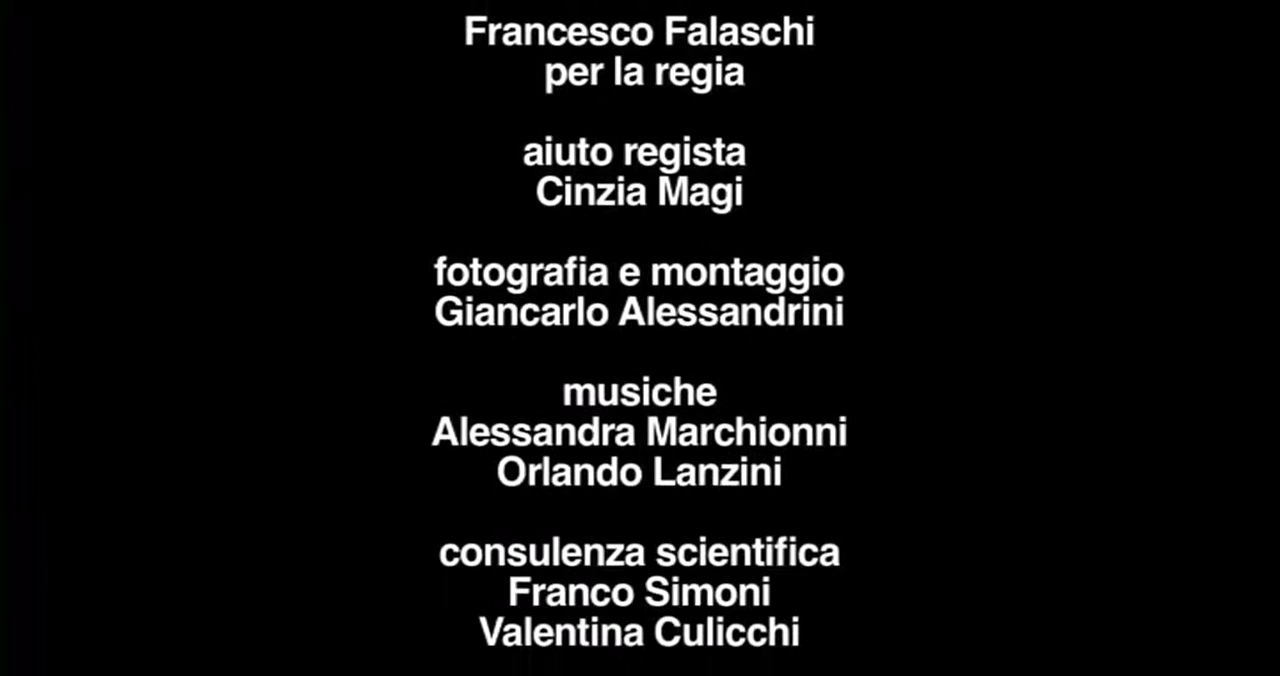 Francesco Falaschi
per la regia
aiuto regista
Cinzia Magi
fotografia e montaggio
Giancarlo Alessandrini
musiche
Alessandra Marchionni
Orlando Lanzini
consulenza scientifica
Franco Simoni
Valentina Culicchi